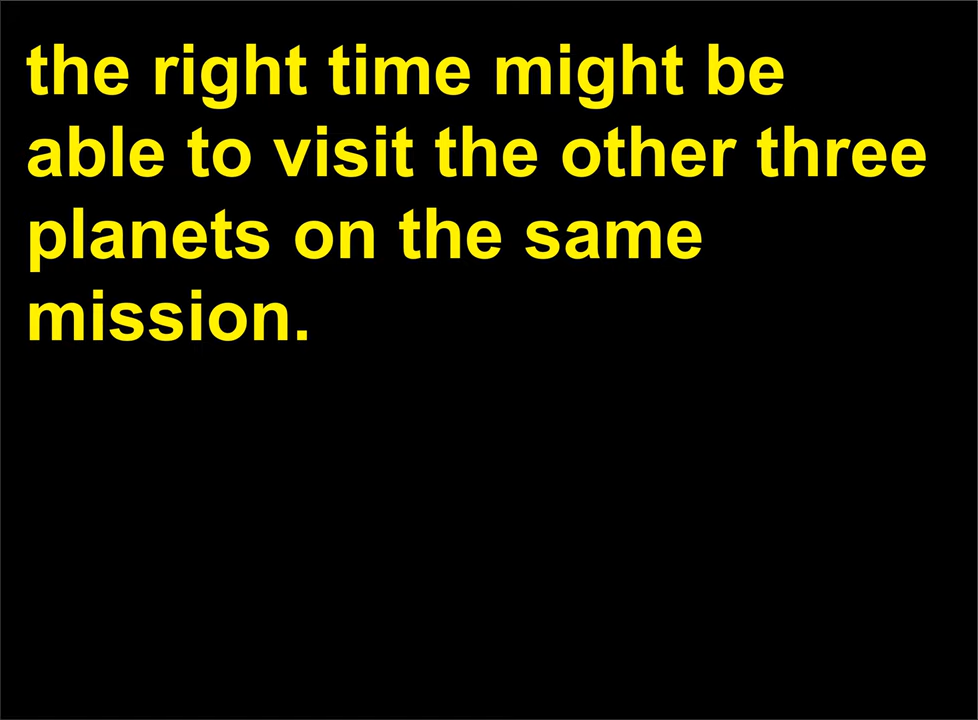 the right time might be
able to visit the other three
planets on the same
mission.